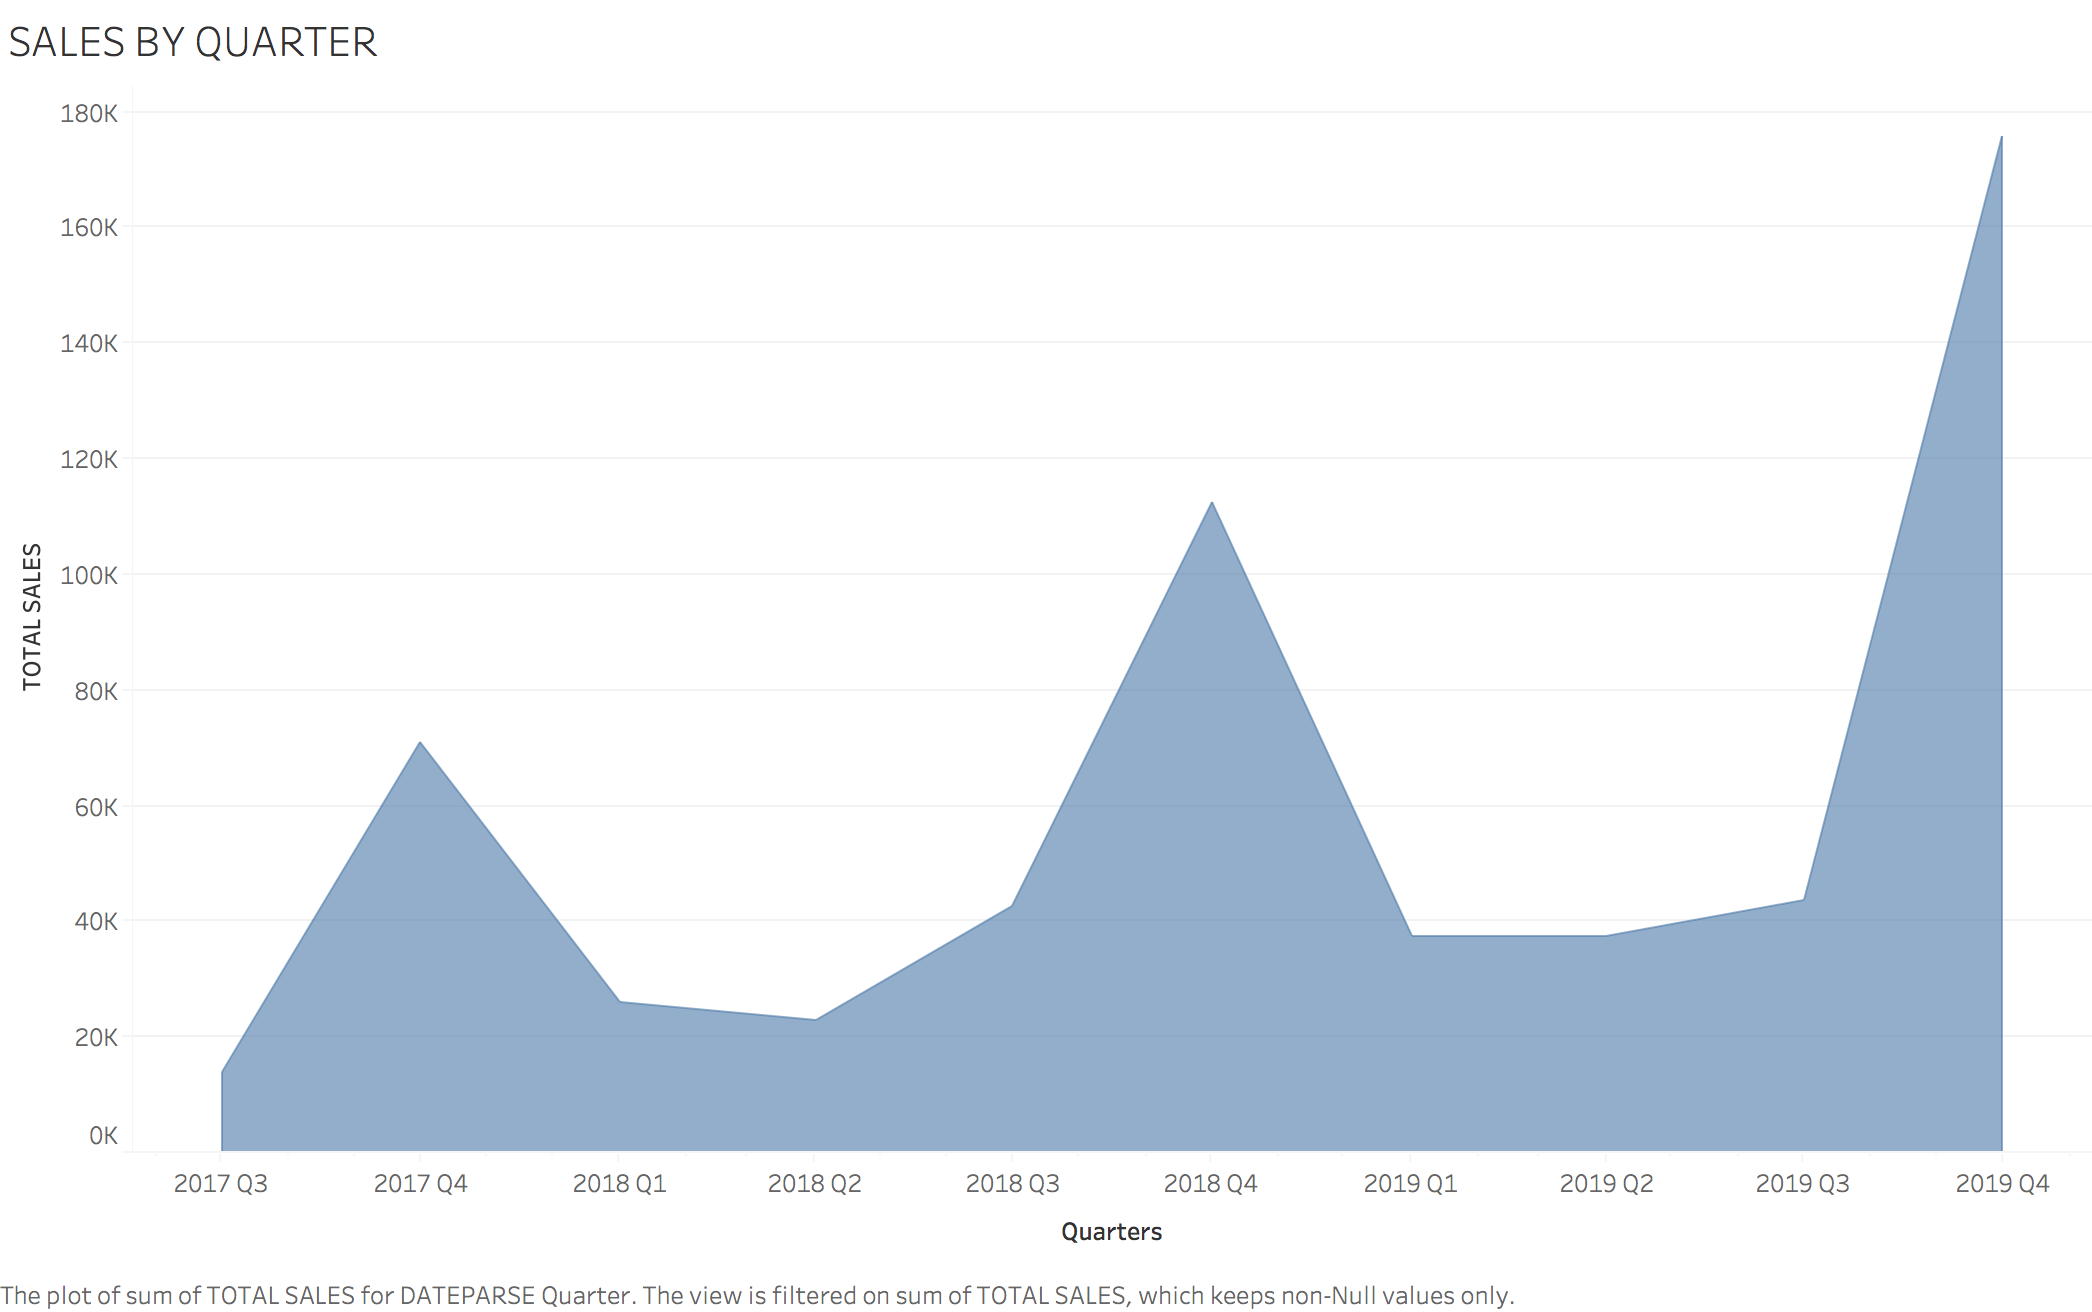 SALES BY QUARTER
180K
160K
140K
120K
100K
80K
60K
40K
20K
0K
TOTAL SALES
2017 Q3 2017 Q4 2018 Q1 2018 Q2 2018 Q3 2018 Q4 2019 Q1 2019 Q2 2019 Q3 2019 Q4
Quarters
The plot of sum of TOTAL SALES for DATEPARSE Quarter. The view is filtered on sum of TOTAL SALES, which keeps non-Null values only.